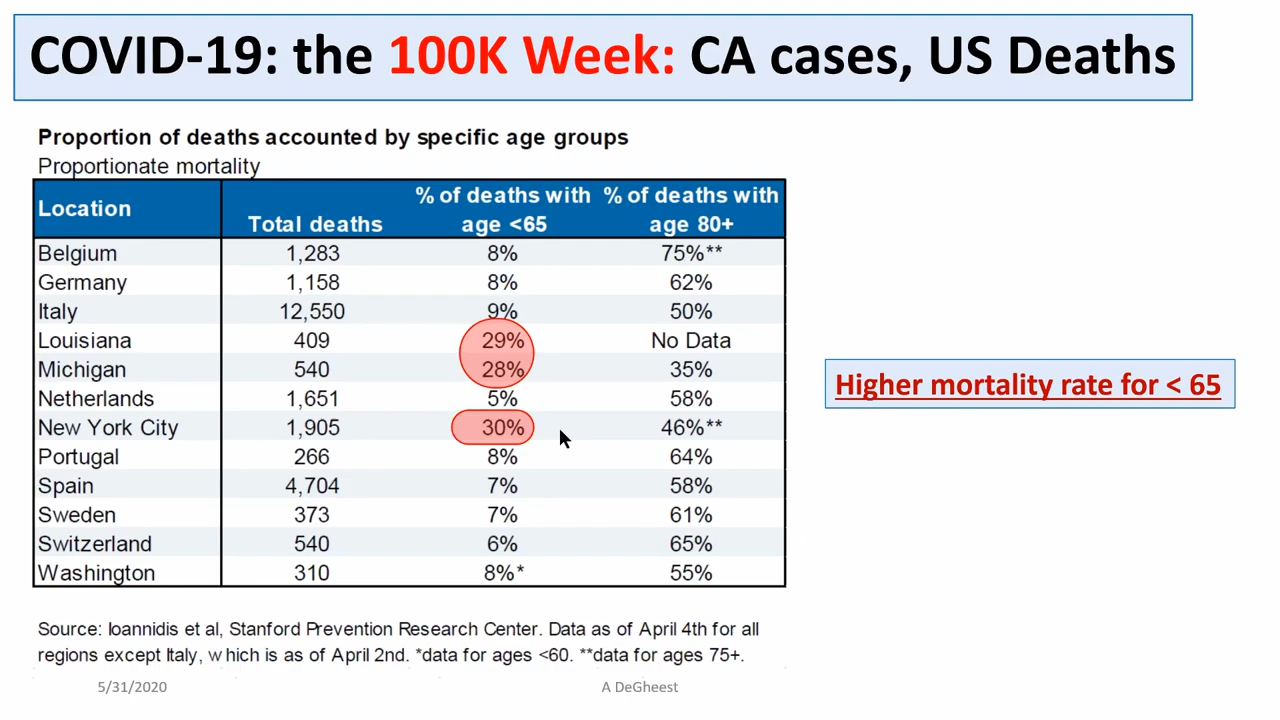 COVID-19: the 100K Week: CA cases, US Deaths
Proportion of deaths accounted by specific age groups
Proportionate mortality
Location Total deaths % of deaths with age <65 % of deaths with age 80+
Belgium 1,283 8% 75%**
Germany 1,158 8% 62%
Italy 12,550 9% 50%
Louisiana 409 29% No Data
Michigan 540 28% 35%
Netherlands 1,651 5% 58%
New York City 1,905 30% 46%**
Portugal 266 8% 64%
Spain 4,704 7% 58%
Sweden 373 7% 61%
Switzerland 540 6% 65%
Washington 310 8%* 55%
Higher mortality rate for < 65
Source: Ioannidis et al, Stanford Prevention Research Center. Data as of April 4th for all
regions except Italy, which is as of April 2nd. *data for ages <60. **data for ages 75+.
5/31/2020 A DeGheest